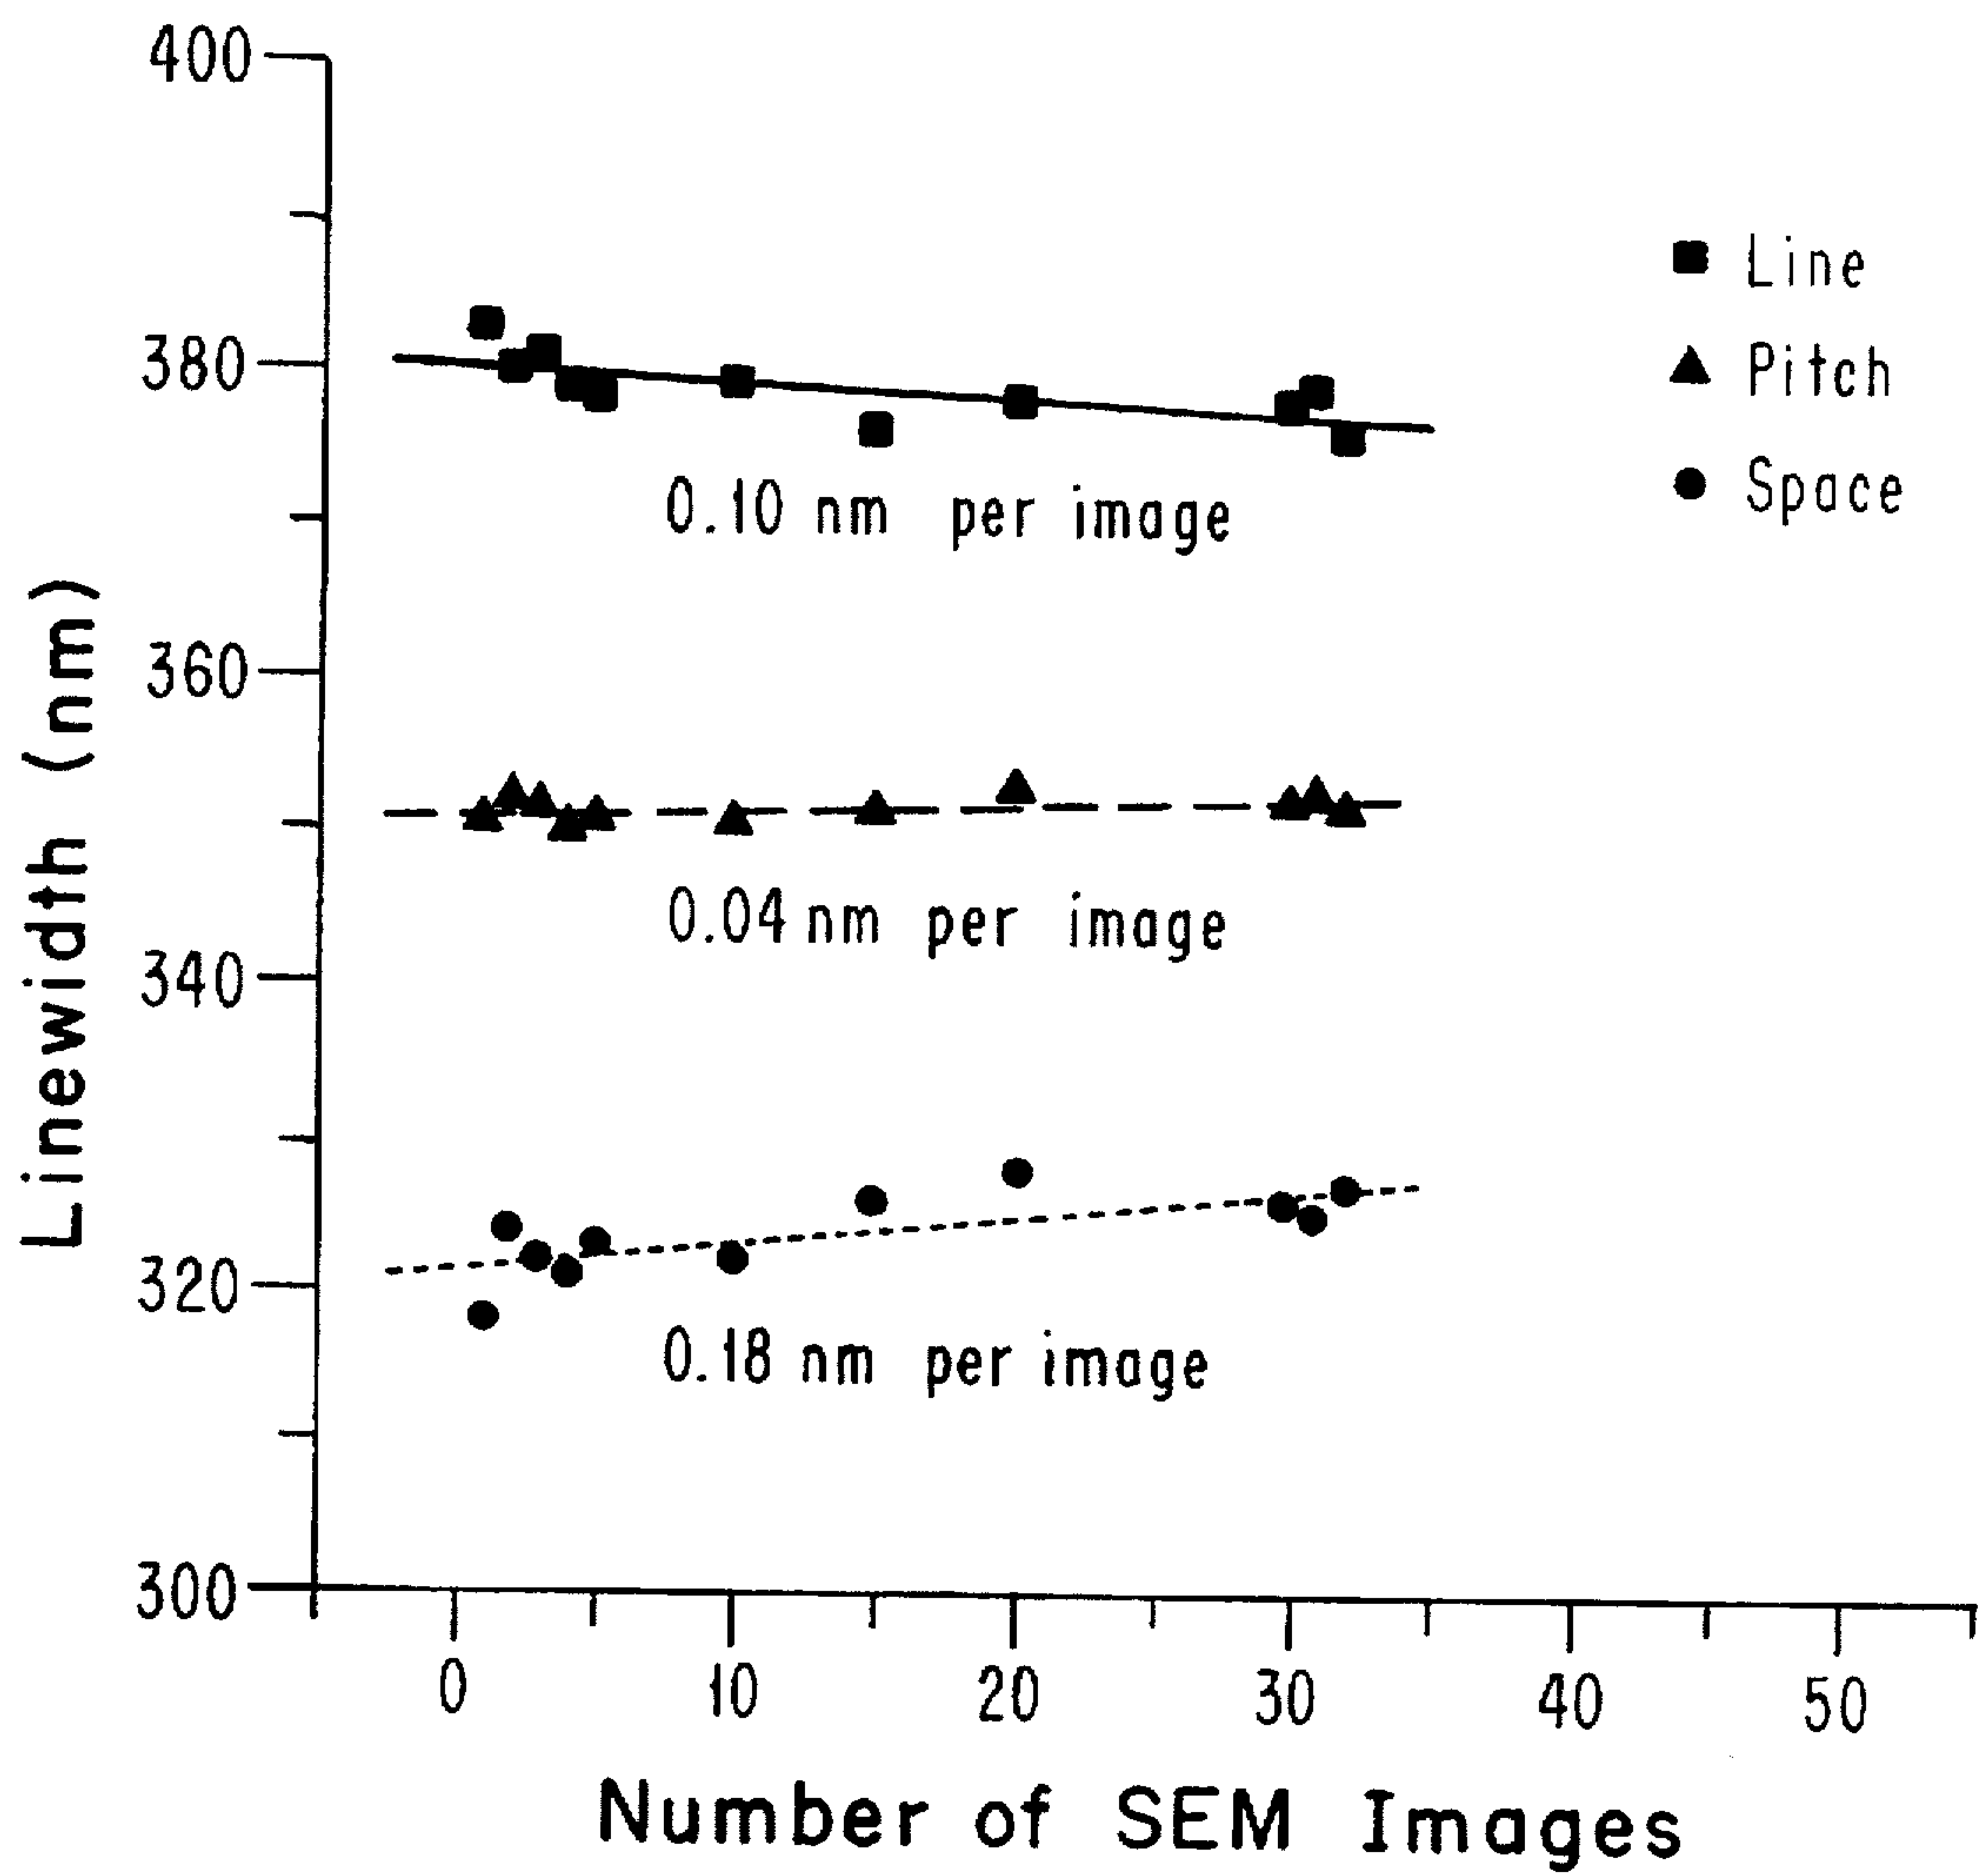 400
380
360
340
320
300
Linewidth (nm)
Line
Pitch
Space
0.10 nm per image
0.04 nm per image
0.18 nm per image
0 10 20 30 40 50
Number of SEM Images